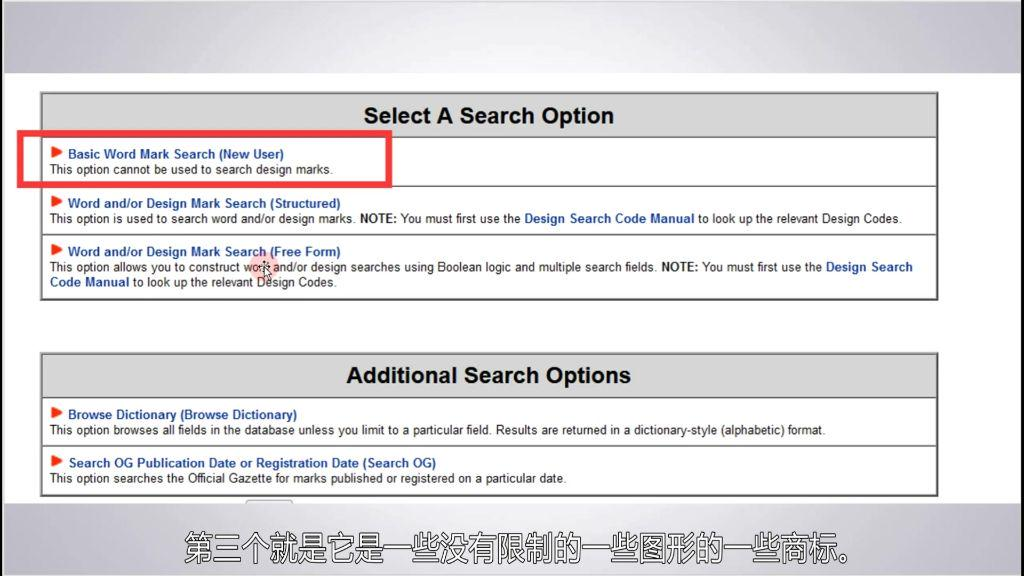 Select A Search Option
Basic Word Mark Search (New User)
This option cannot be used to search design marks.
Word and/or Design Mark Search (Structured)
This option is used to search word and/or design marks. NOTE: You must first use the Design Search Code Manual to look up the relevant Design Codes.
Word and/or Design Mark Search (Free Form)
This option allows you to construct word and/or design searches using Boolean logic and multiple search fields. NOTE: You must first use the Design Search
Code Manual to look up the relevant Design Codes.
Additional Search Options
Browse Dictionary (Browse Dictionary)
This option browses all fields in the database unless you limit to a particular field. Results are returned in a dictionary-style (alphabetic) format.
Search OG Publication Date or Registration Date (Search OG)
This option searches the Official Gazette for marks published or registered on a particular date.
第三个就是它是一些没有限制的一些图形的一些商标。